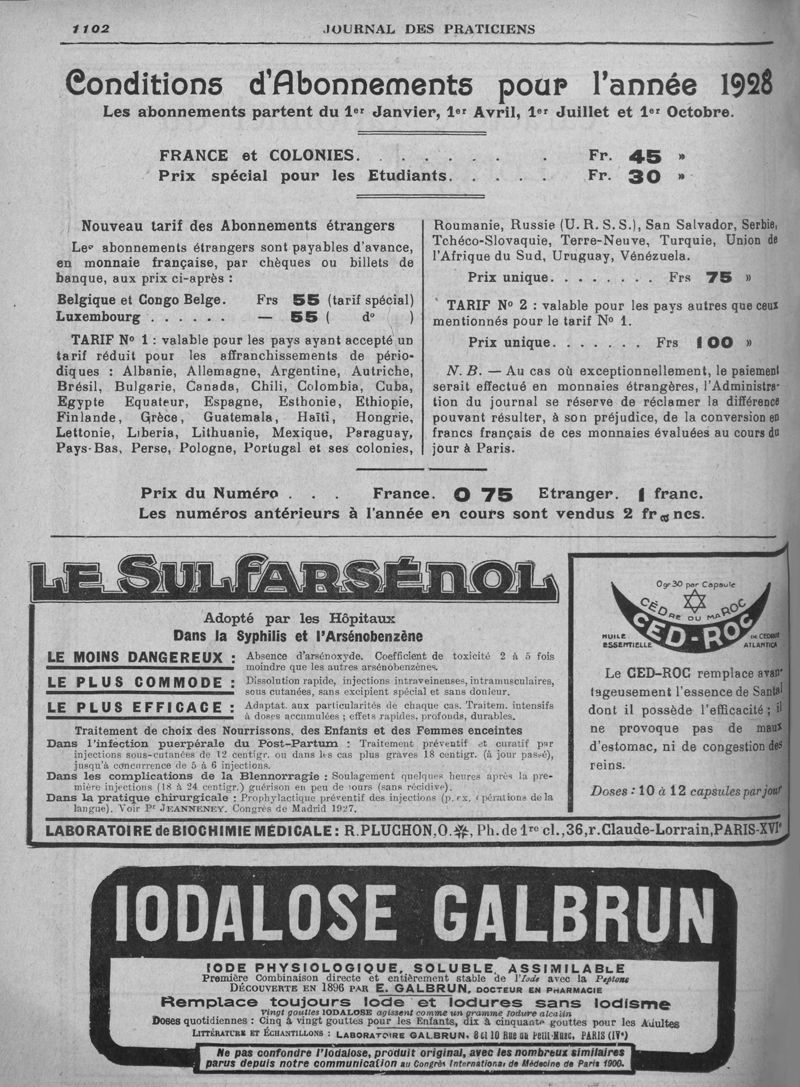 1102
JOURNAL DES PRATICIENS
Conditions d'Abonnements pour l'année 1928
Les abonnements partent du 1er Janvier, 1er Avril, 1er Juillet et 1er Octobre.
FRANCE et COLONIES. . . . . . . . Fr. 45 »
Prix spécial pour les Etudiants. . . . . . Fr. 30 »
Nouveau tarif des Abonnements étrangers
Les abonnements étrangers sont payables d'avance,
en monnaie française, par chèques ou billets de
banque, aux prix ci-après :
Belgique et Congo Belge. Frs 55 (tarif spécial)
Luxembourg . . . . . . — 55 ( do )
TARIF No 1 : valable pour les pays ayant accepté un
tarif réduit pour les affranchissements de pério-
diques : Albanie, Allemagne, Argentine, Autriche,
Brésil, Bulgarie, Canada, Chili, Colombia, Cuba,
Egypte Equateur, Espagne, Esthonie, Ethiopie,
Finlande, Grèce, Guatemala, Haïti, Hongrie,
Lettonie, Liberia, Lithuanie, Mexique, Paraguay,
Pays-Bas, Perse, Pologne, Portugal et ses colonies,
Roumanie, Russie (U. R. S. S.), San Salvador, Serbie,
Tchéco-Slovaquie, Terre-Neuve, Turquie, Union de
l'Afrique du Sud, Uruguay, Vénézuela.
Prix unique. . . . . . . . Frs 75 »
TARIF No 2 : valable pour les pays autres que ceux
mentionnés pour le tarif No 1.
Prix unique. . . . . . . Frs 100 »
N. B. — Au cas où exceptionnellement, le paiement
serait effectué en monnaies étrangères, l'Administra-
tion du journal se réserve de réclamer la différence
pouvant résulter, à son préjudice, de la conversion en
francs français de ces monnaies évaluées au cours du
jour à Paris.
Prix du Numéro . . . France. 0 75 Etranger. 1 franc.
Les numéros antérieurs à l'année en cours sont vendus 2 francs.
LE SULFARSÉNOL
Adopté par les Hôpitaux
Dans la Syphilis et l'Arsénobenzène
LE MOINS DANGEREUX : Absence d'arsénoxyde. Coefficient de toxicité 2 à 5 fois
moindre que les autres arsénobenzènes.
LE PLUS COMMODE : Dissolution rapide, injections intraveineuses, intramusculaires,
sous cutanées, sans excipient spécial et sans douleur.
LE PLUS EFFICACE : Adaptat. aux particularités de chaque cas. Traitem. intensifs
à doses accumulées ; effets rapides, profonds, durables.
Traitement de choix des Nourrissons, des Enfants et des Femmes enceintes
Dans l'infection puerpérale du Post-Partum : Traitement préventif et curatif par
injections sous-cutanées de 12 centigr. ou dans les cas plus graves 18 centigr. (à jour passé),
jusqu'à concurrence de 5 à 6 injections.
Dans les complications de la Blennorragie : Soulagement quelques heures après la pre-
mière injections (18 à 24 centigr.) guérison en peu de jours (sans récidive).
Dans la pratique chirurgicale : Prophylactique préventif des injections (p. ex. opérations de la
langue). Voir Pr JEANNENEY. Congrès de Madrid 1927.
0gr30 par Capsule
CÈDRE DU MAROC
CED-ROC
HUILE ESSENTIELLE
DE CEDRUS ATLANTICA
Le CED-ROC remplace avan-
tageusement l'essence de Santal
dont il possède l'efficacité ; il
ne provoque pas de maux
d'estomac, ni de congestion des
reins.
Doses : 10 à 12 capsules par jour
LABORATOIRE de BIOCHIMIE MÉDICALE : R. PLUCHON, O. ✻, Ph. de 1re cl., 36, r. Claude-Lorrain, PARIS-XVIe
IODALOSE GALBRUN
IODE PHYSIOLOGIQUE, SOLUBLE, ASSIMILABLE
Première Combinaison directe et entièrement stable de l'Iode avec la Peptone
DÉCOUVERTE EN 1896 PAR E. GALBRUN, DOCTEUR EN PHARMACIE
Remplace toujours Iode et Iodures sans Iodisme
Vingt gouttes IODALOSE agissent comme un gramme Iodure alcalin
Doses quotidiennes : Cinq à vingt gouttes pour les Enfants, dix à cinquante gouttes pour les Adultes
LITTÉRATURE ET ÉCHANTILLONS : LABORATOIRE GALBRUN, 8 et 10 Rue du Petit-Musc, PARIS (IVe)
Ne pas confondre l'Iodalose, produit original, avec les nombreux similaires
parus depuis notre communication au Congrès International de Médecine de Paris 1900.